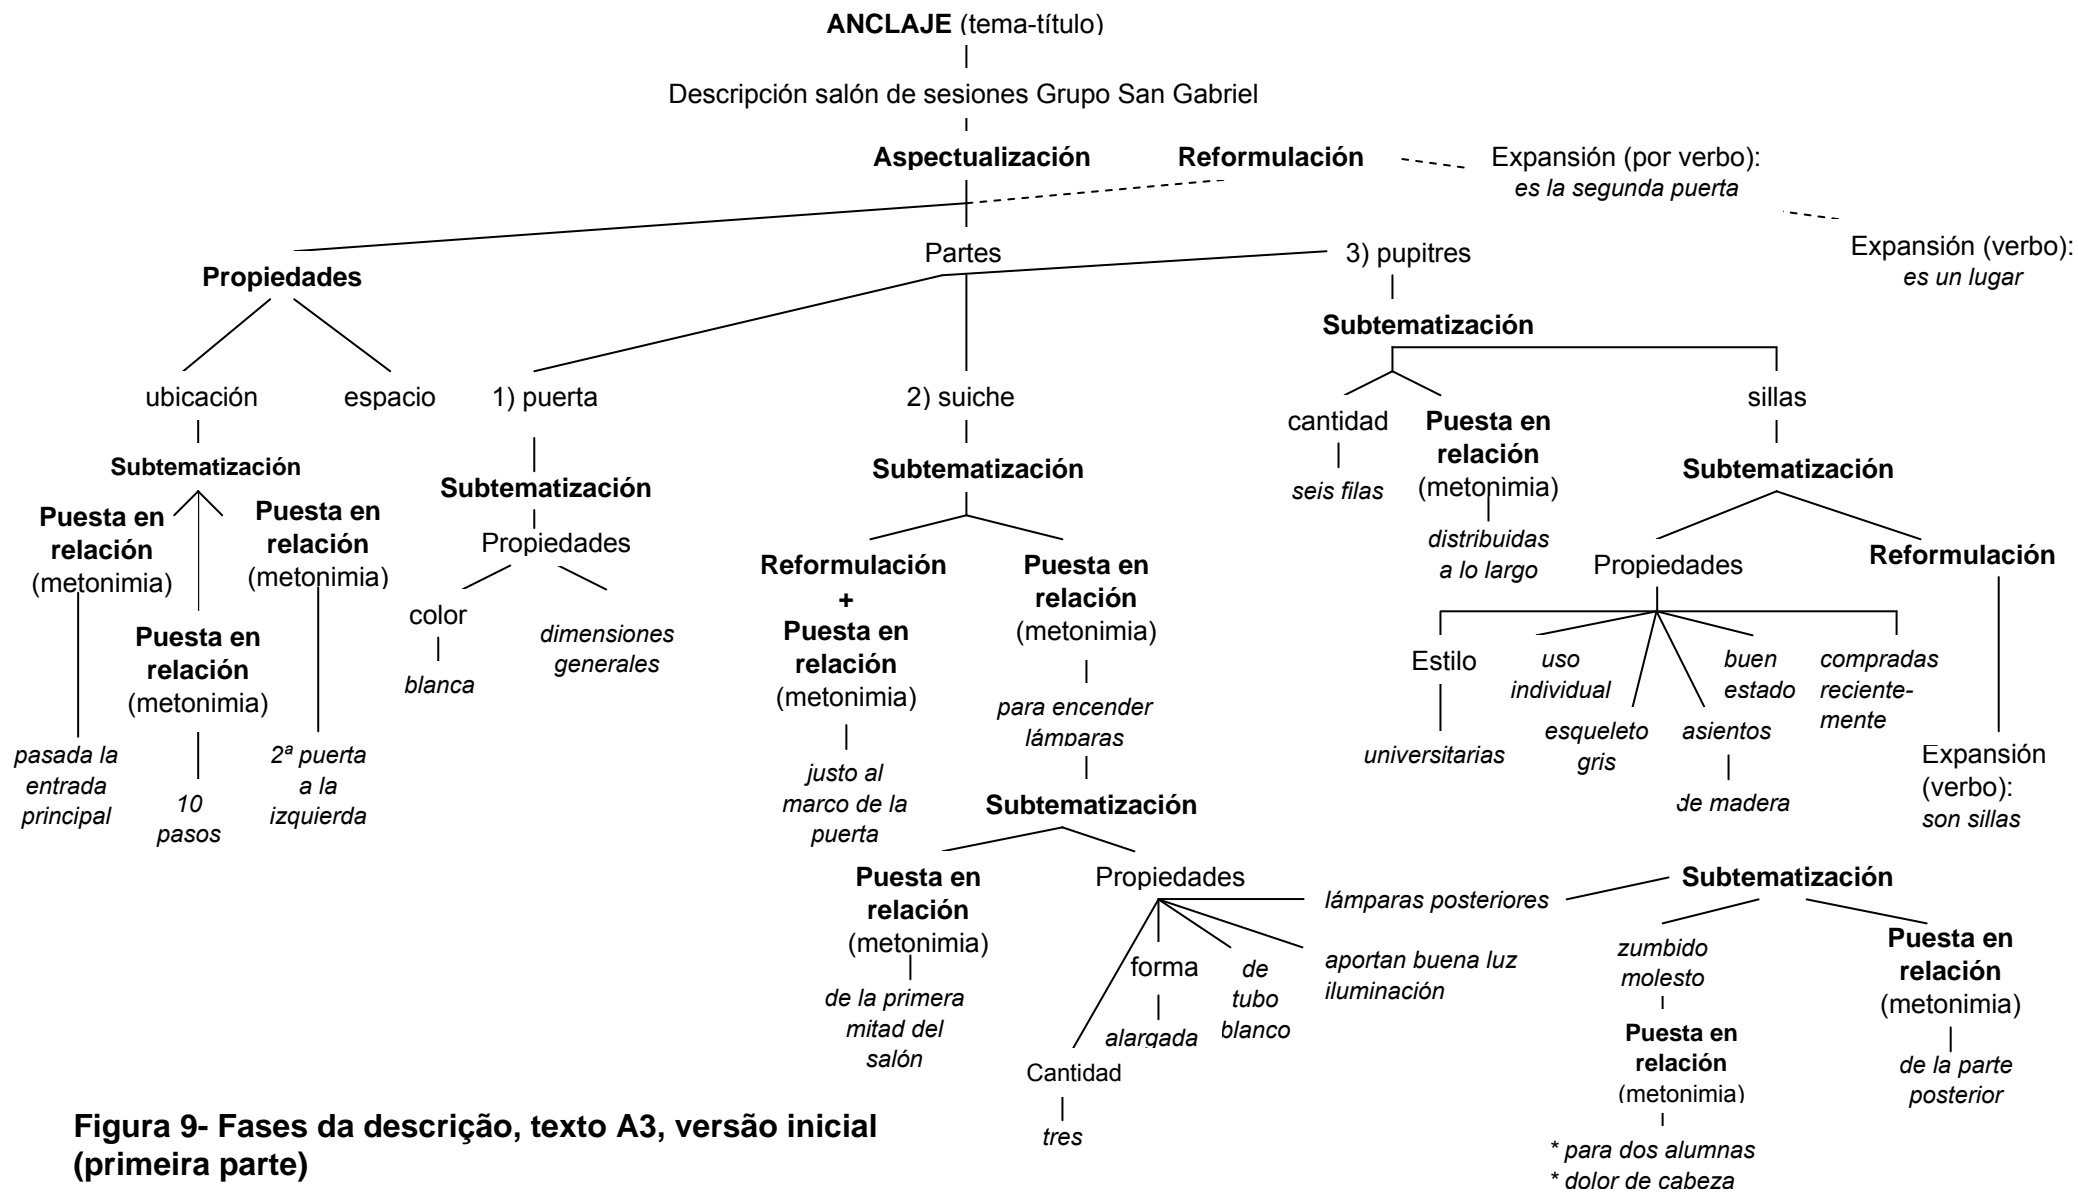 ANCLAJE (tema-título)
Descripción salón de sesiones Grupo San Gabriel
Aspectualización
Reformulación
Expansión (por verbo):
es la segunda puerta
Expansión (verbo):
es un lugar
Propiedades
Partes
3) pupitres
Subtematización
ubicación
espacio
1) puerta
2) suiche
cantidad
seis filas
Puesta en
relación
(metonimia)
distribuidas
a lo largo
sillas
Subtematización
Puesta en
relación
(metonimia)
pasada la
entrada
principal
Puesta en
relación
(metonimia)
10
pasos
Puesta en
relación
(metonimia)
2ª puerta
a la
izquierda
Subtematización
Propiedades
color
blanca
dimensiones
generales
Subtematización
Reformulación
+
Puesta en
relación
(metonimia)
justo al
marco de la
puerta
Puesta en
relación
(metonimia)
para encender
lámparas
Subtematización
Puesta en
relación
(metonimia)
de la primera
mitad del
salón
Propiedades
Cantidad
tres
forma
alargada
de
tubo
blanco
aportan buena luz
iluminación
lámparas posteriores
Subtematización
zumbido
molesto
Puesta en
relación
(metonimia)
* para dos alumnas
* dolor de cabeza
Puesta en
relación
(metonimia)
de la parte
posterior
Subtematización
Propiedades
Estilo
universitarias
uso
individual
esqueleto
gris
asientos
de madera
buen
estado
compradas
reciente-
mente
Reformulación
Expansión
(verbo):
son sillas
Figura 9- Fases da descrição, texto A3, versão inicial
(primeira parte)